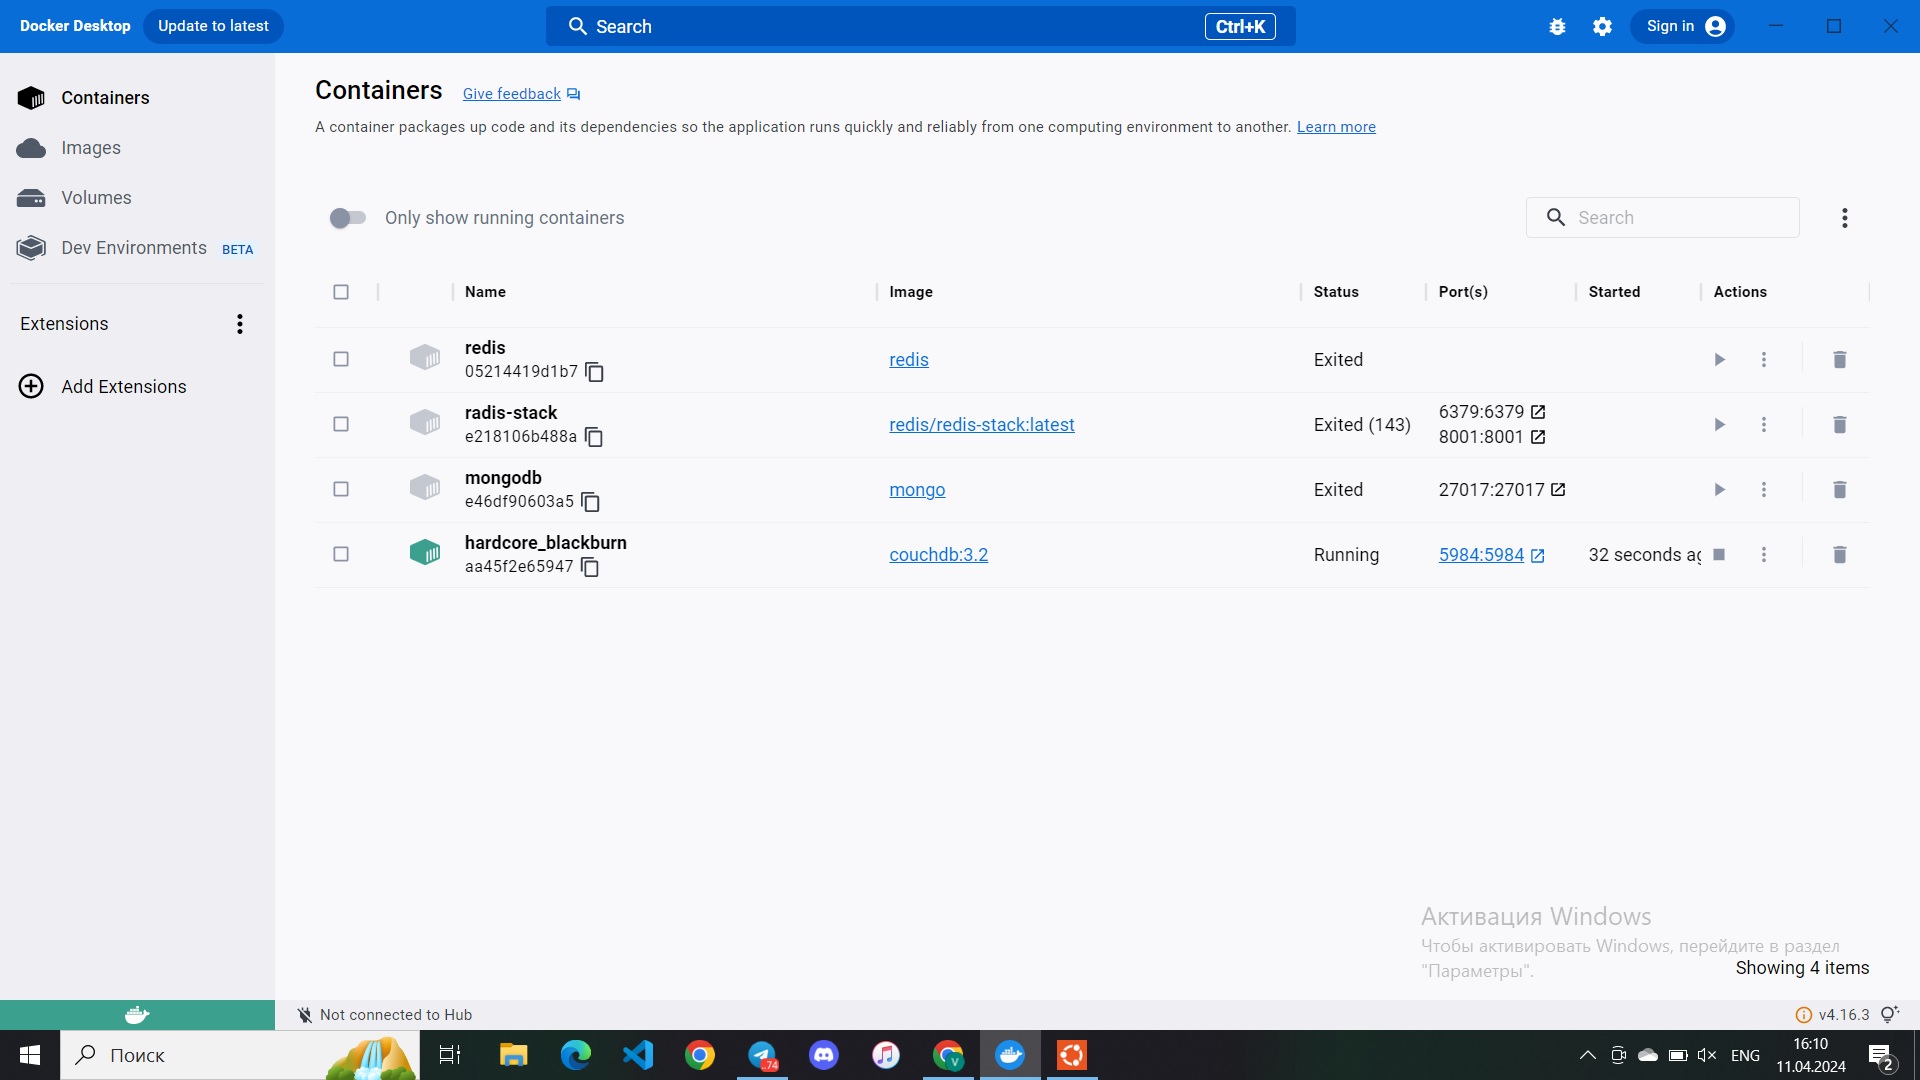 Docker Desktop Update to latest Search Ctrl+K Sign in
Containers
Images
Volumes
Dev Environments BETA
Extensions
Add Extensions
Containers Give feedback
A container packages up code and its dependencies so the application runs quickly and reliably from one computing environment to another. Learn more
Only show running containers Search
Name Image Status Port(s) Started Actions
redis
05214419d1b7 redis Exited
radis-stack
e218106b488a redis/redis-stack:latest Exited (143) 6379:6379
8001:8001
mongodb
e46df90603a5 mongo Exited 27017:27017
hardcore_blackburn
aa45f2e65947 couchdb:3.2 Running 5984:5984 32 seconds ag
Активация Windows
Чтобы активировать Windows, перейдите в раздел
"Параметры".
Showing 4 items
Not connected to Hub v4.16.3
Поиск ..74 V ENG 16:10
11.04.2024 2